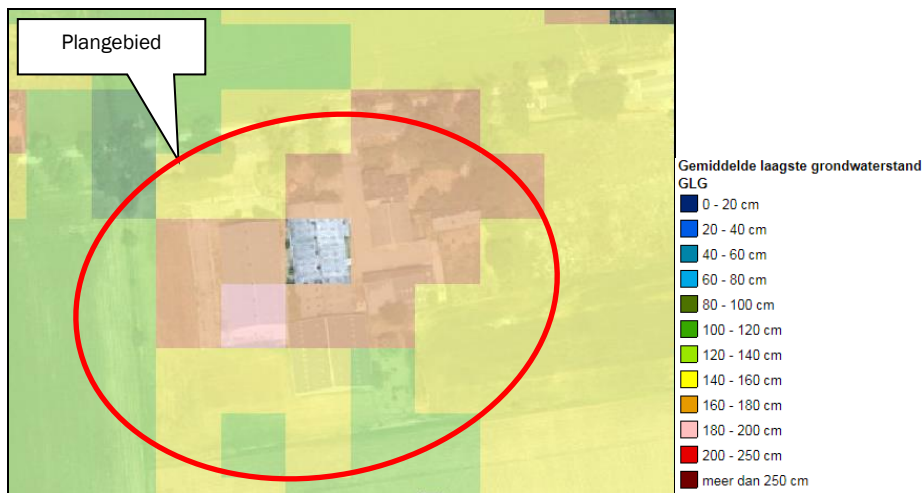 Plangebied
Gemiddelde laagste grondwaterstand
GLG
0 - 20 cm
20 - 40 cm
40 - 60 cm
60 - 80 cm
80 - 100 cm
100 - 120 cm
120 - 140 cm
140 - 160 cm
160 - 180 cm
180 - 200 cm
200 - 250 cm
meer dan 250 cm